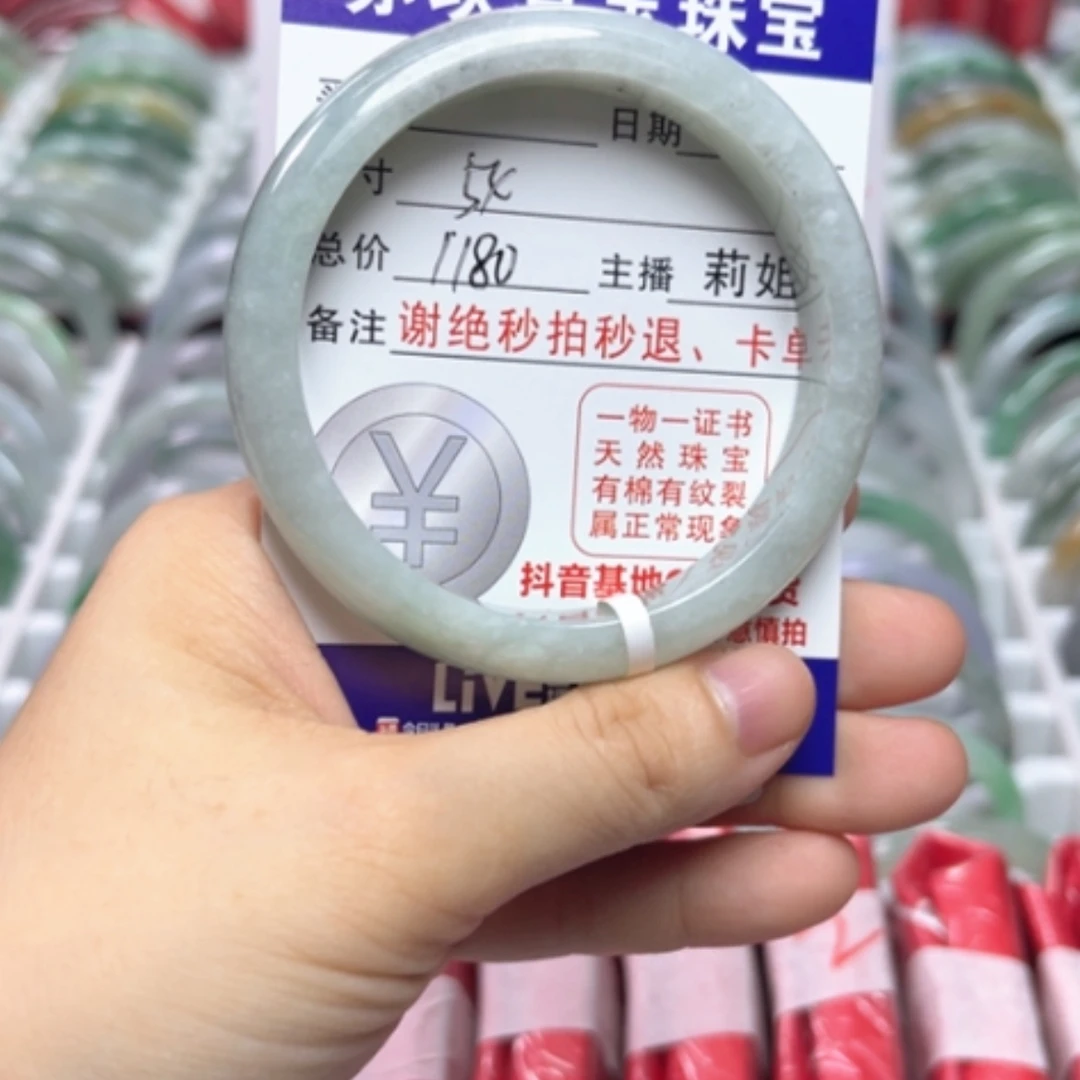 珠宝
日期
寸
总价 1180 主播 莉姐
备注 谢绝秒拍秒退、卡单
一物一证书
天然珠宝
有棉有纹裂
属正常现象
抖音基地
慎拍
LiVE